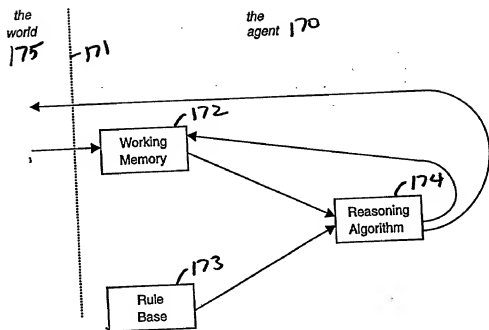 the
world
175
171
the
agent 170
172
Working
Memory
174
Reasoning
Algorithm
173
Rule
Base